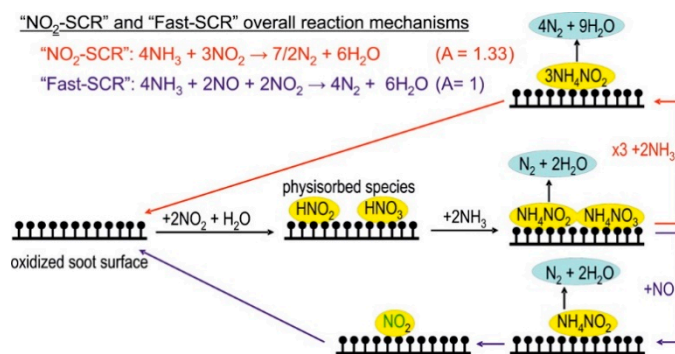 "NO₂-SCR" and "Fast-SCR" overall reaction mechanisms
"NO₂-SCR": 4NH₃ + 3NO₂ → 7/2N₂ + 6H₂O (A = 1.33)
"Fast-SCR": 4NH₃ + 2NO + 2NO₂ → 4N₂ + 6H₂O (A= 1)
4N₂ + 9H₂O
3NH₄NO₂
x3 +2NH₃
N₂ + 2H₂O
physisorbed species
HNO₂ HNO₃
NH₄NO₂ NH₄NO₃
+2NO₂ + H₂O
+2NH₃
oxidized soot surface
N₂ + 2H₂O
+NO
NO₂
NH₄NO₂